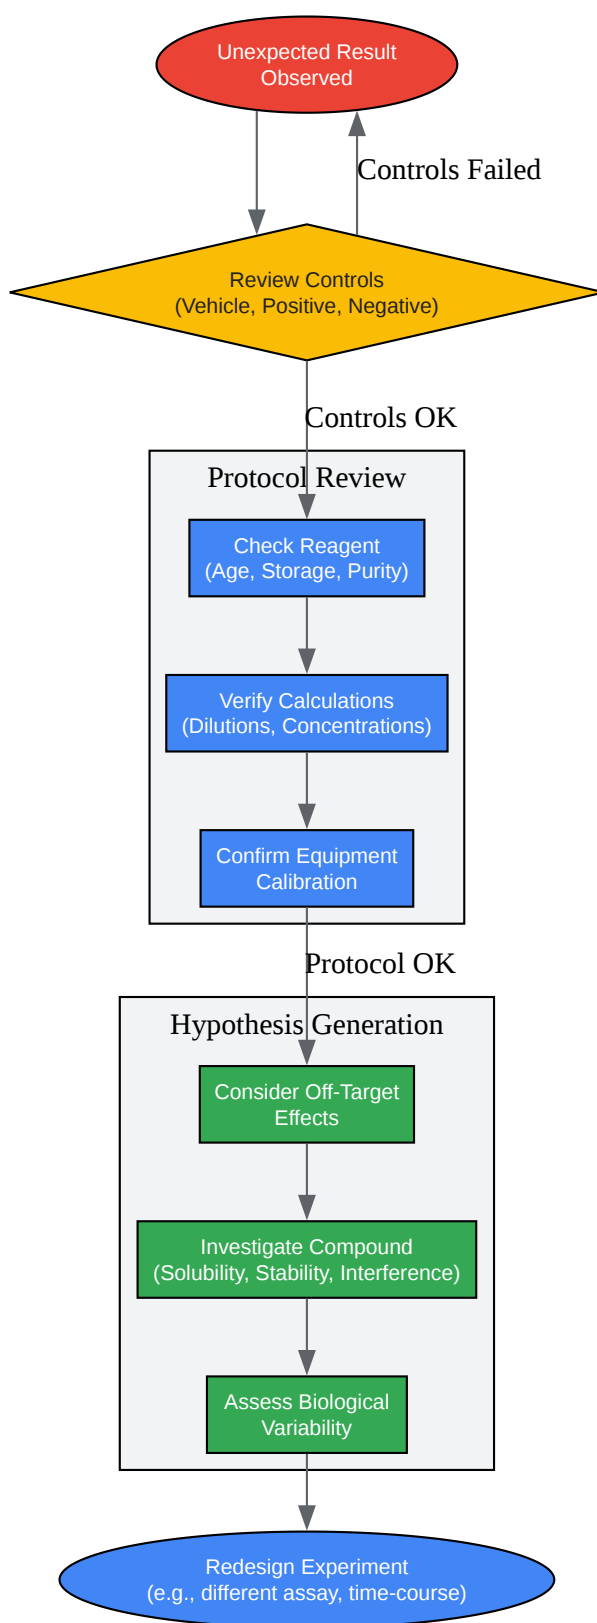 Unexpected Result
Observed
Controls Failed
Review Controls
(Vehicle, Positive, Negative)
Controls OK
Protocol Review
Check Reagent
(Age, Storage, Purity)
Verify Calculations
(Dilutions, Concentrations)
Confirm Equipment
Calibration
Protocol OK
Hypothesis Generation
Consider Off-Target
Effects
Investigate Compound
(Solubility, Stability, Interference)
Assess Biological
Variability
Redesign Experiment
(e.g., different assay, time-course)